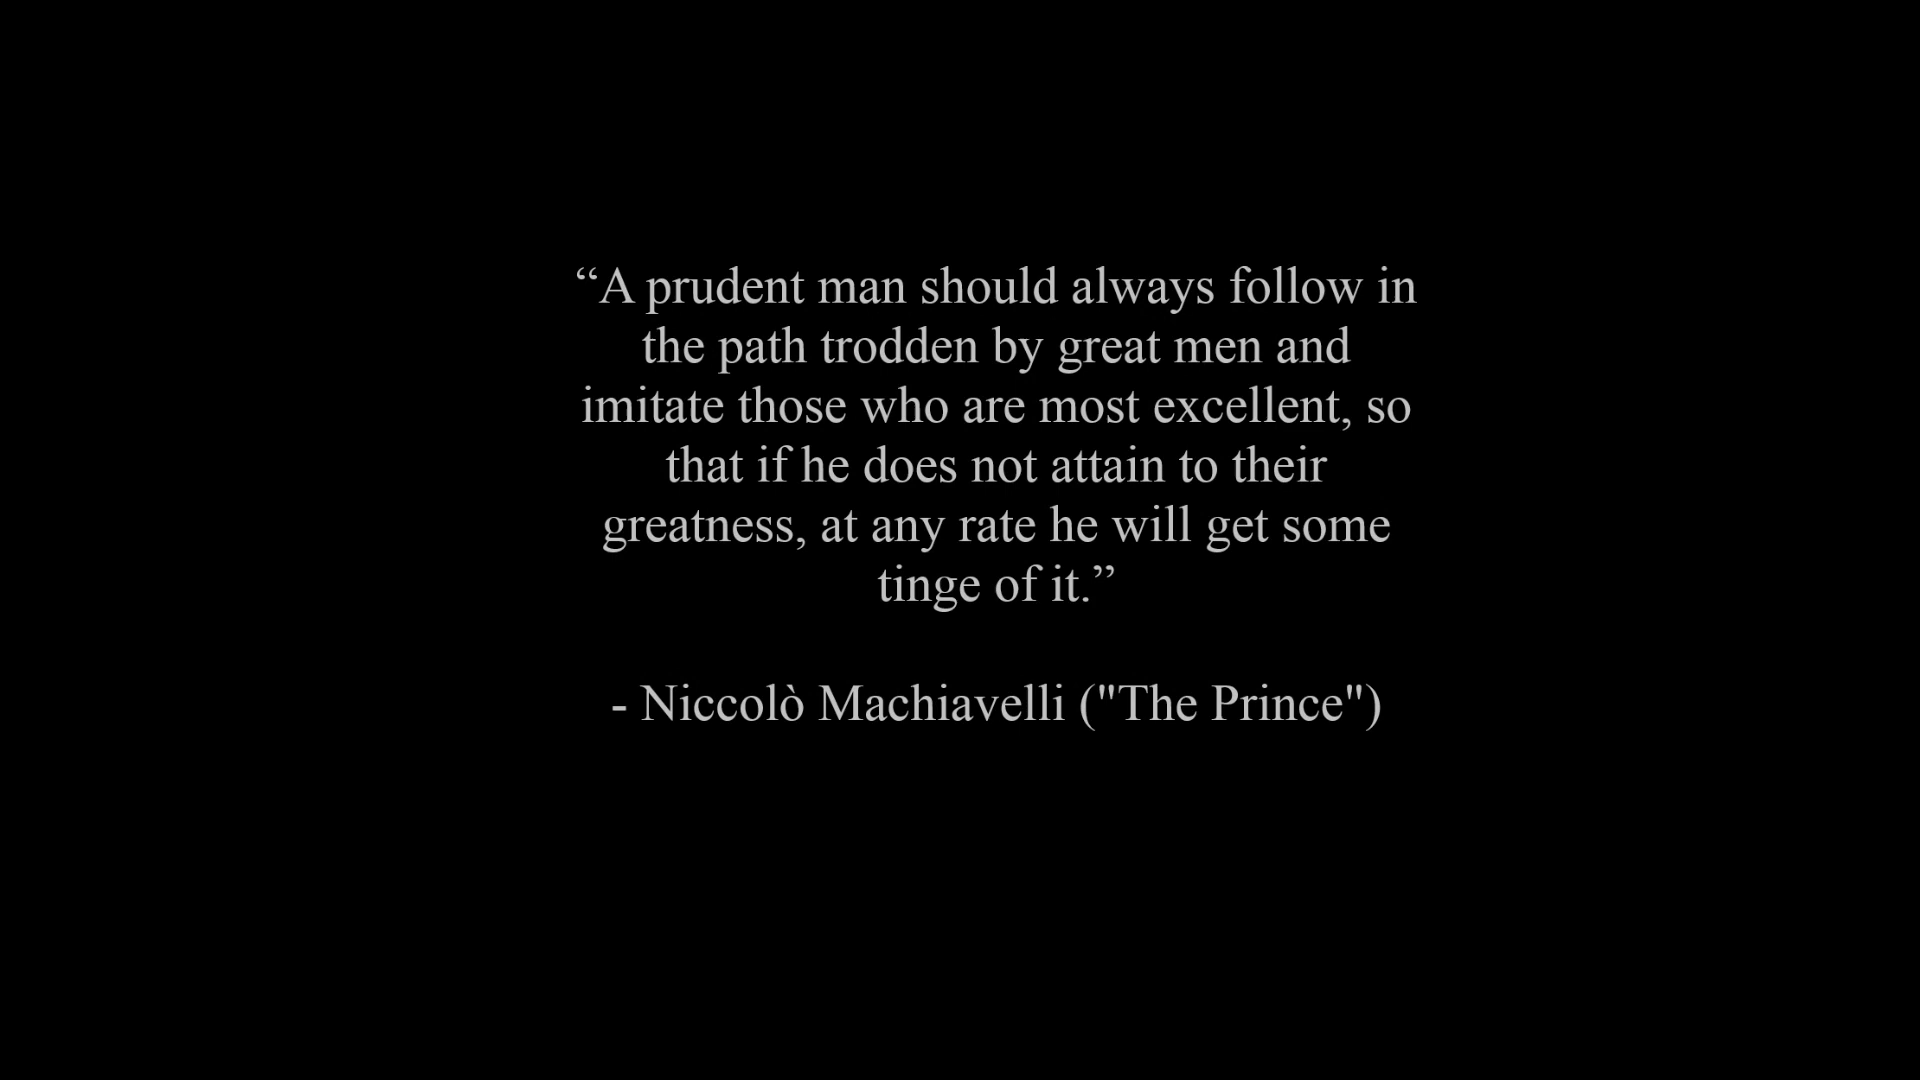 “A prudent man should always follow in
the path trodden by great men and
imitate those who are most excellent, so
that if he does not attain to their
greatness, at any rate he will get some
tinge of it.”
- Niccolò Machiavelli ("The Prince")